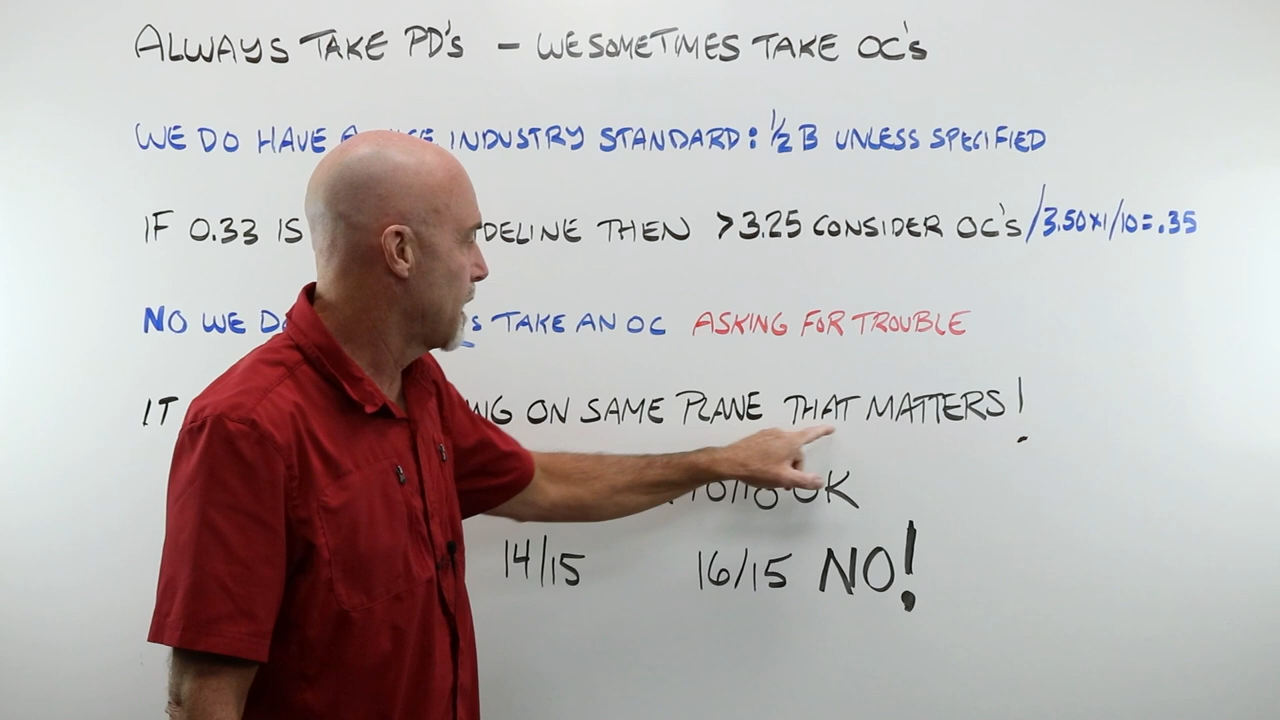 ALWAYS TAKE PD's – WE SOMETIMES TAKE OC's
WE DO HAVE INDUSTRY STANDARD: 1/2 B UNLESS SPECIFIED
IF 0.33 IS DELINE THEN >3.25 CONSIDER OC's /3.50x1/10=.35
NO WE DO S TAKE AN OC ASKING FOR TROUBLE
IT NG ON SAME PLANE THAT MATTERS!
OK
14/15 16/15 NO!